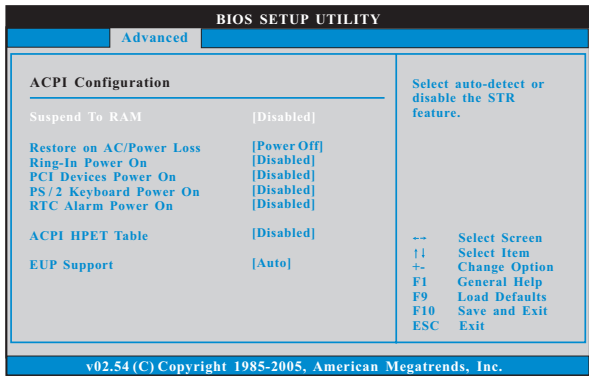 BIOS SETUP UTILITY
Advanced
ACPI Configuration
Suspend To RAM [Disabled]
Restore on AC/Power Loss [Power Off]
Ring-In Power On [Disabled]
PCI Devices Power On [Disabled]
PS/2 Keyboard Power On [Disabled]
RTC Alarm Power On [Disabled]
ACPI HPET Table [Disabled]
EUP Support [Auto]
Select auto-detect or
disable the STR
feature.
←→ Select Screen
↑↓ Select Item
+- Change Option
F1 General Help
F9 Load Defaults
F10 Save and Exit
ESC Exit
v02.54 (C) Copyright 1985-2005, American Megatrends, Inc.